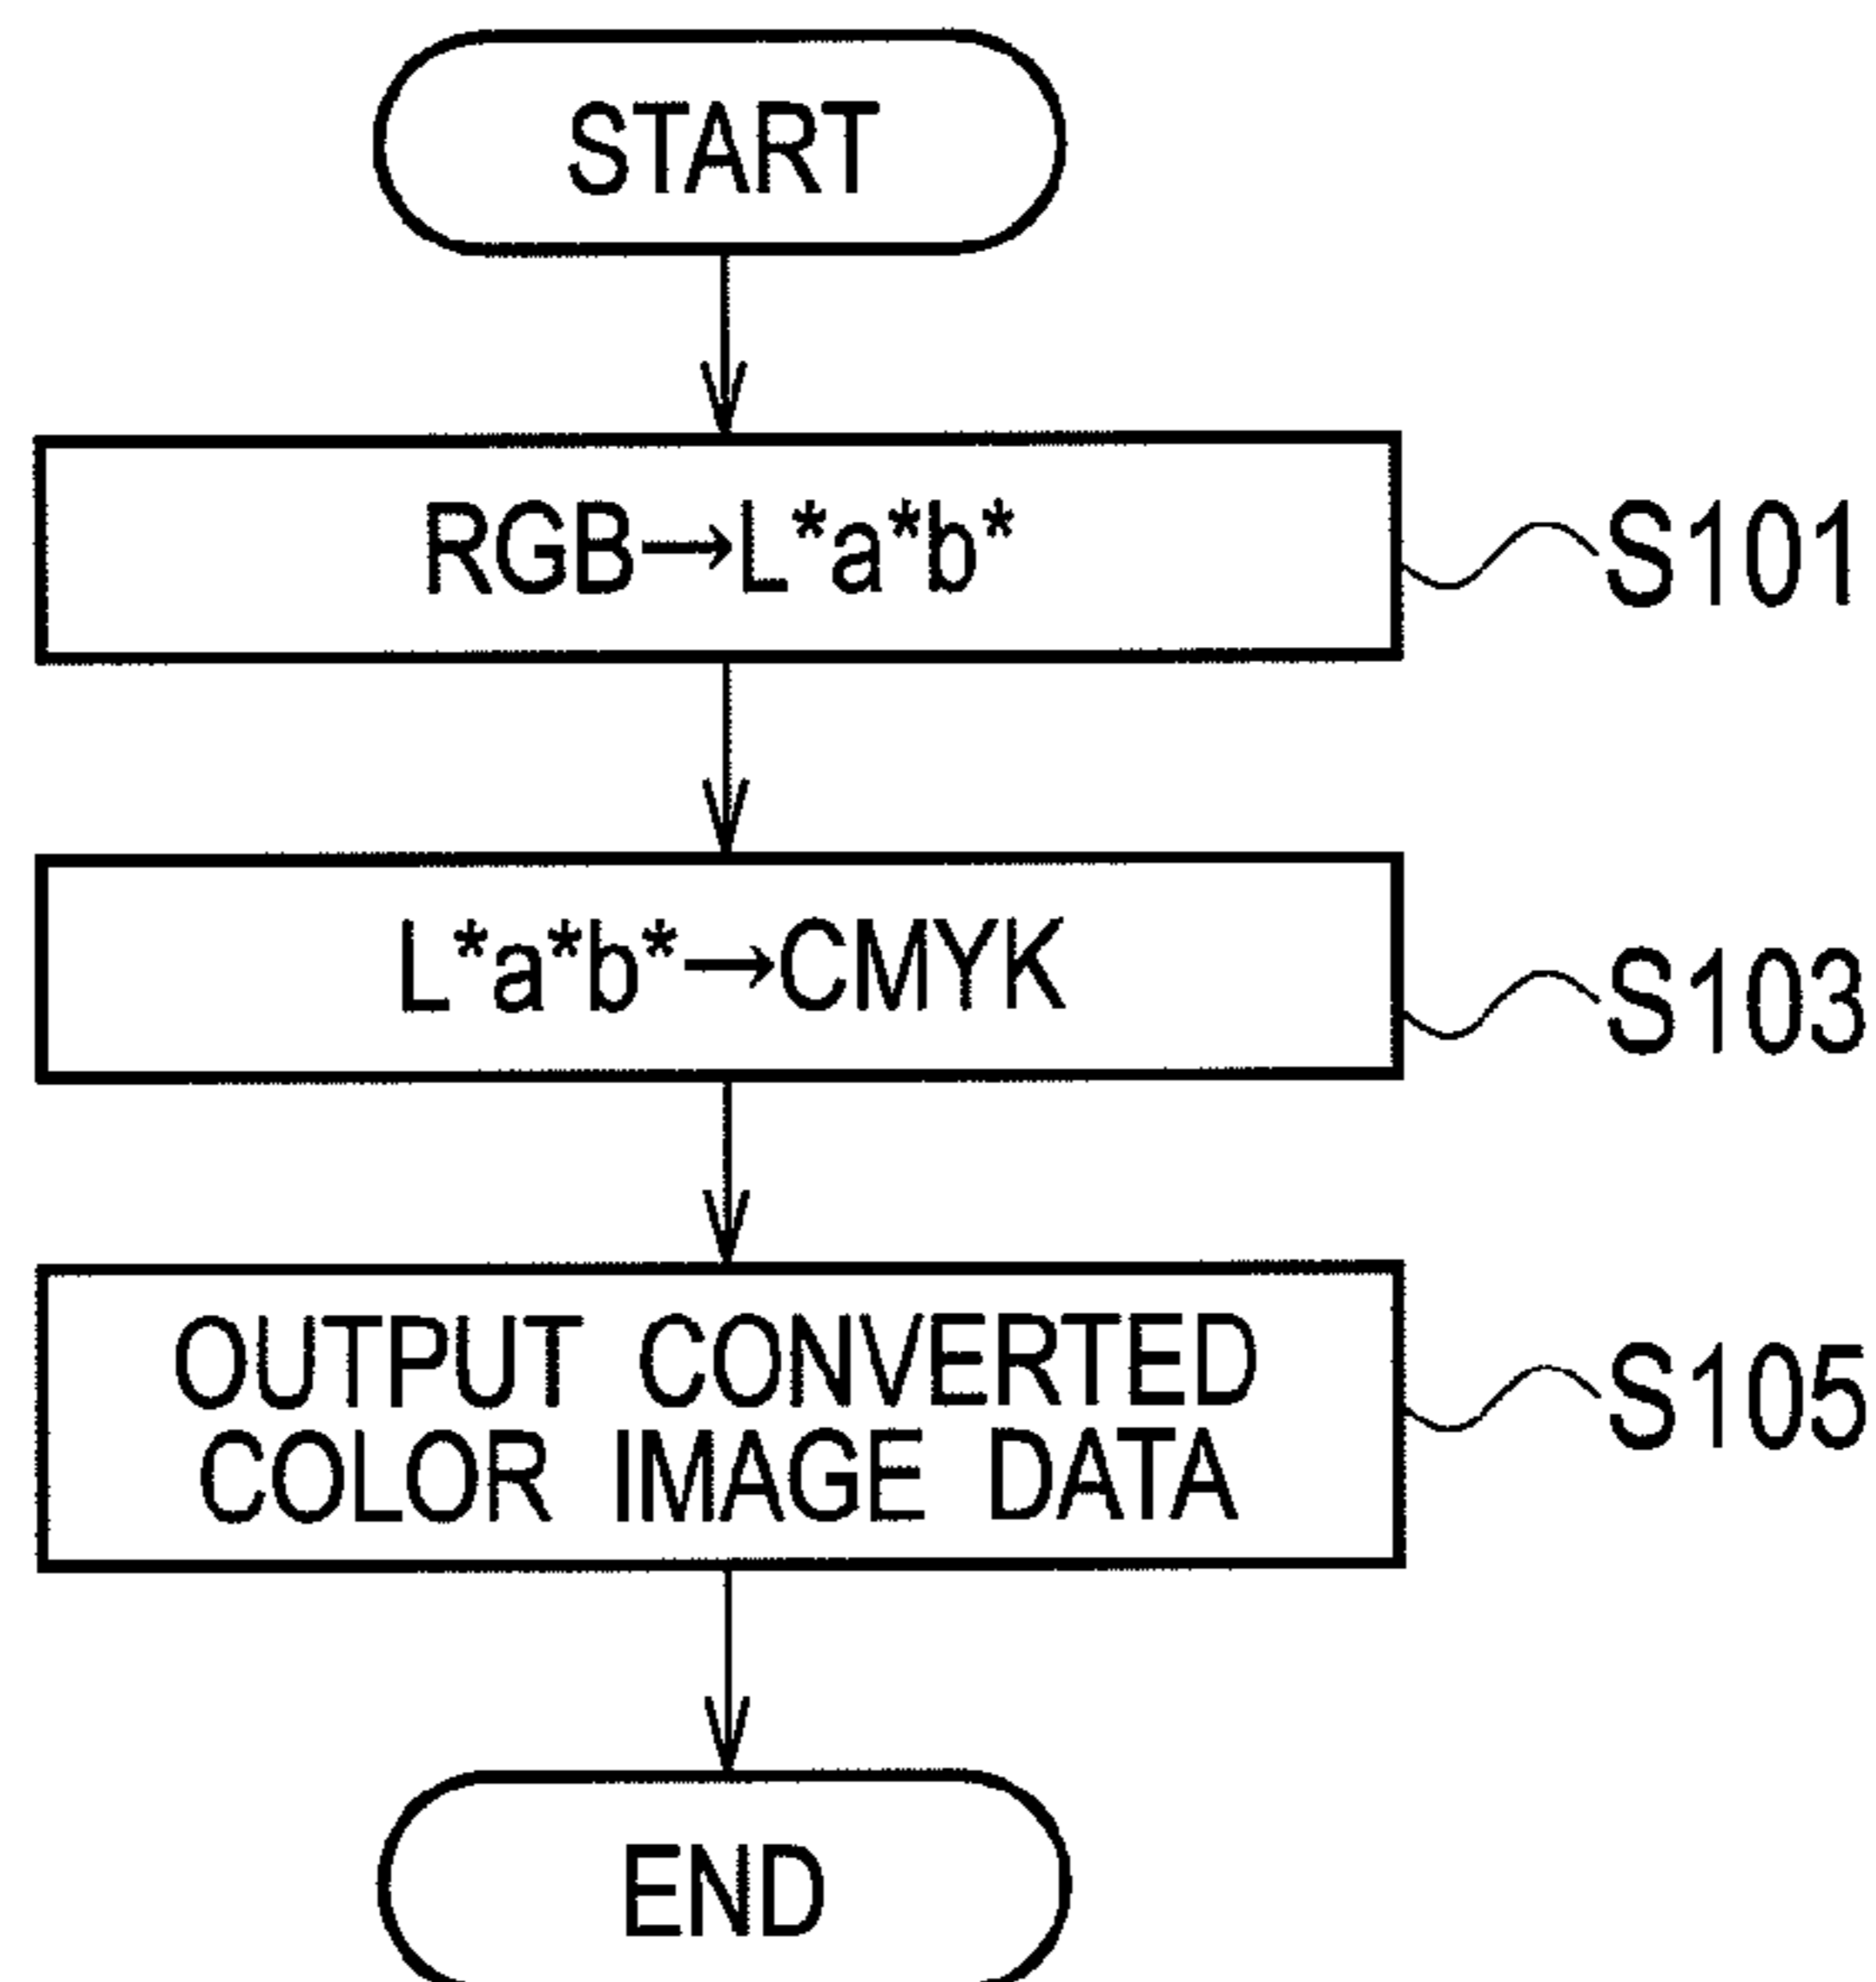 START
RGB→L*a*b*
S101
L*a*b*→CMYK
S103
OUTPUT CONVERTED
COLOR IMAGE DATA
S105
END